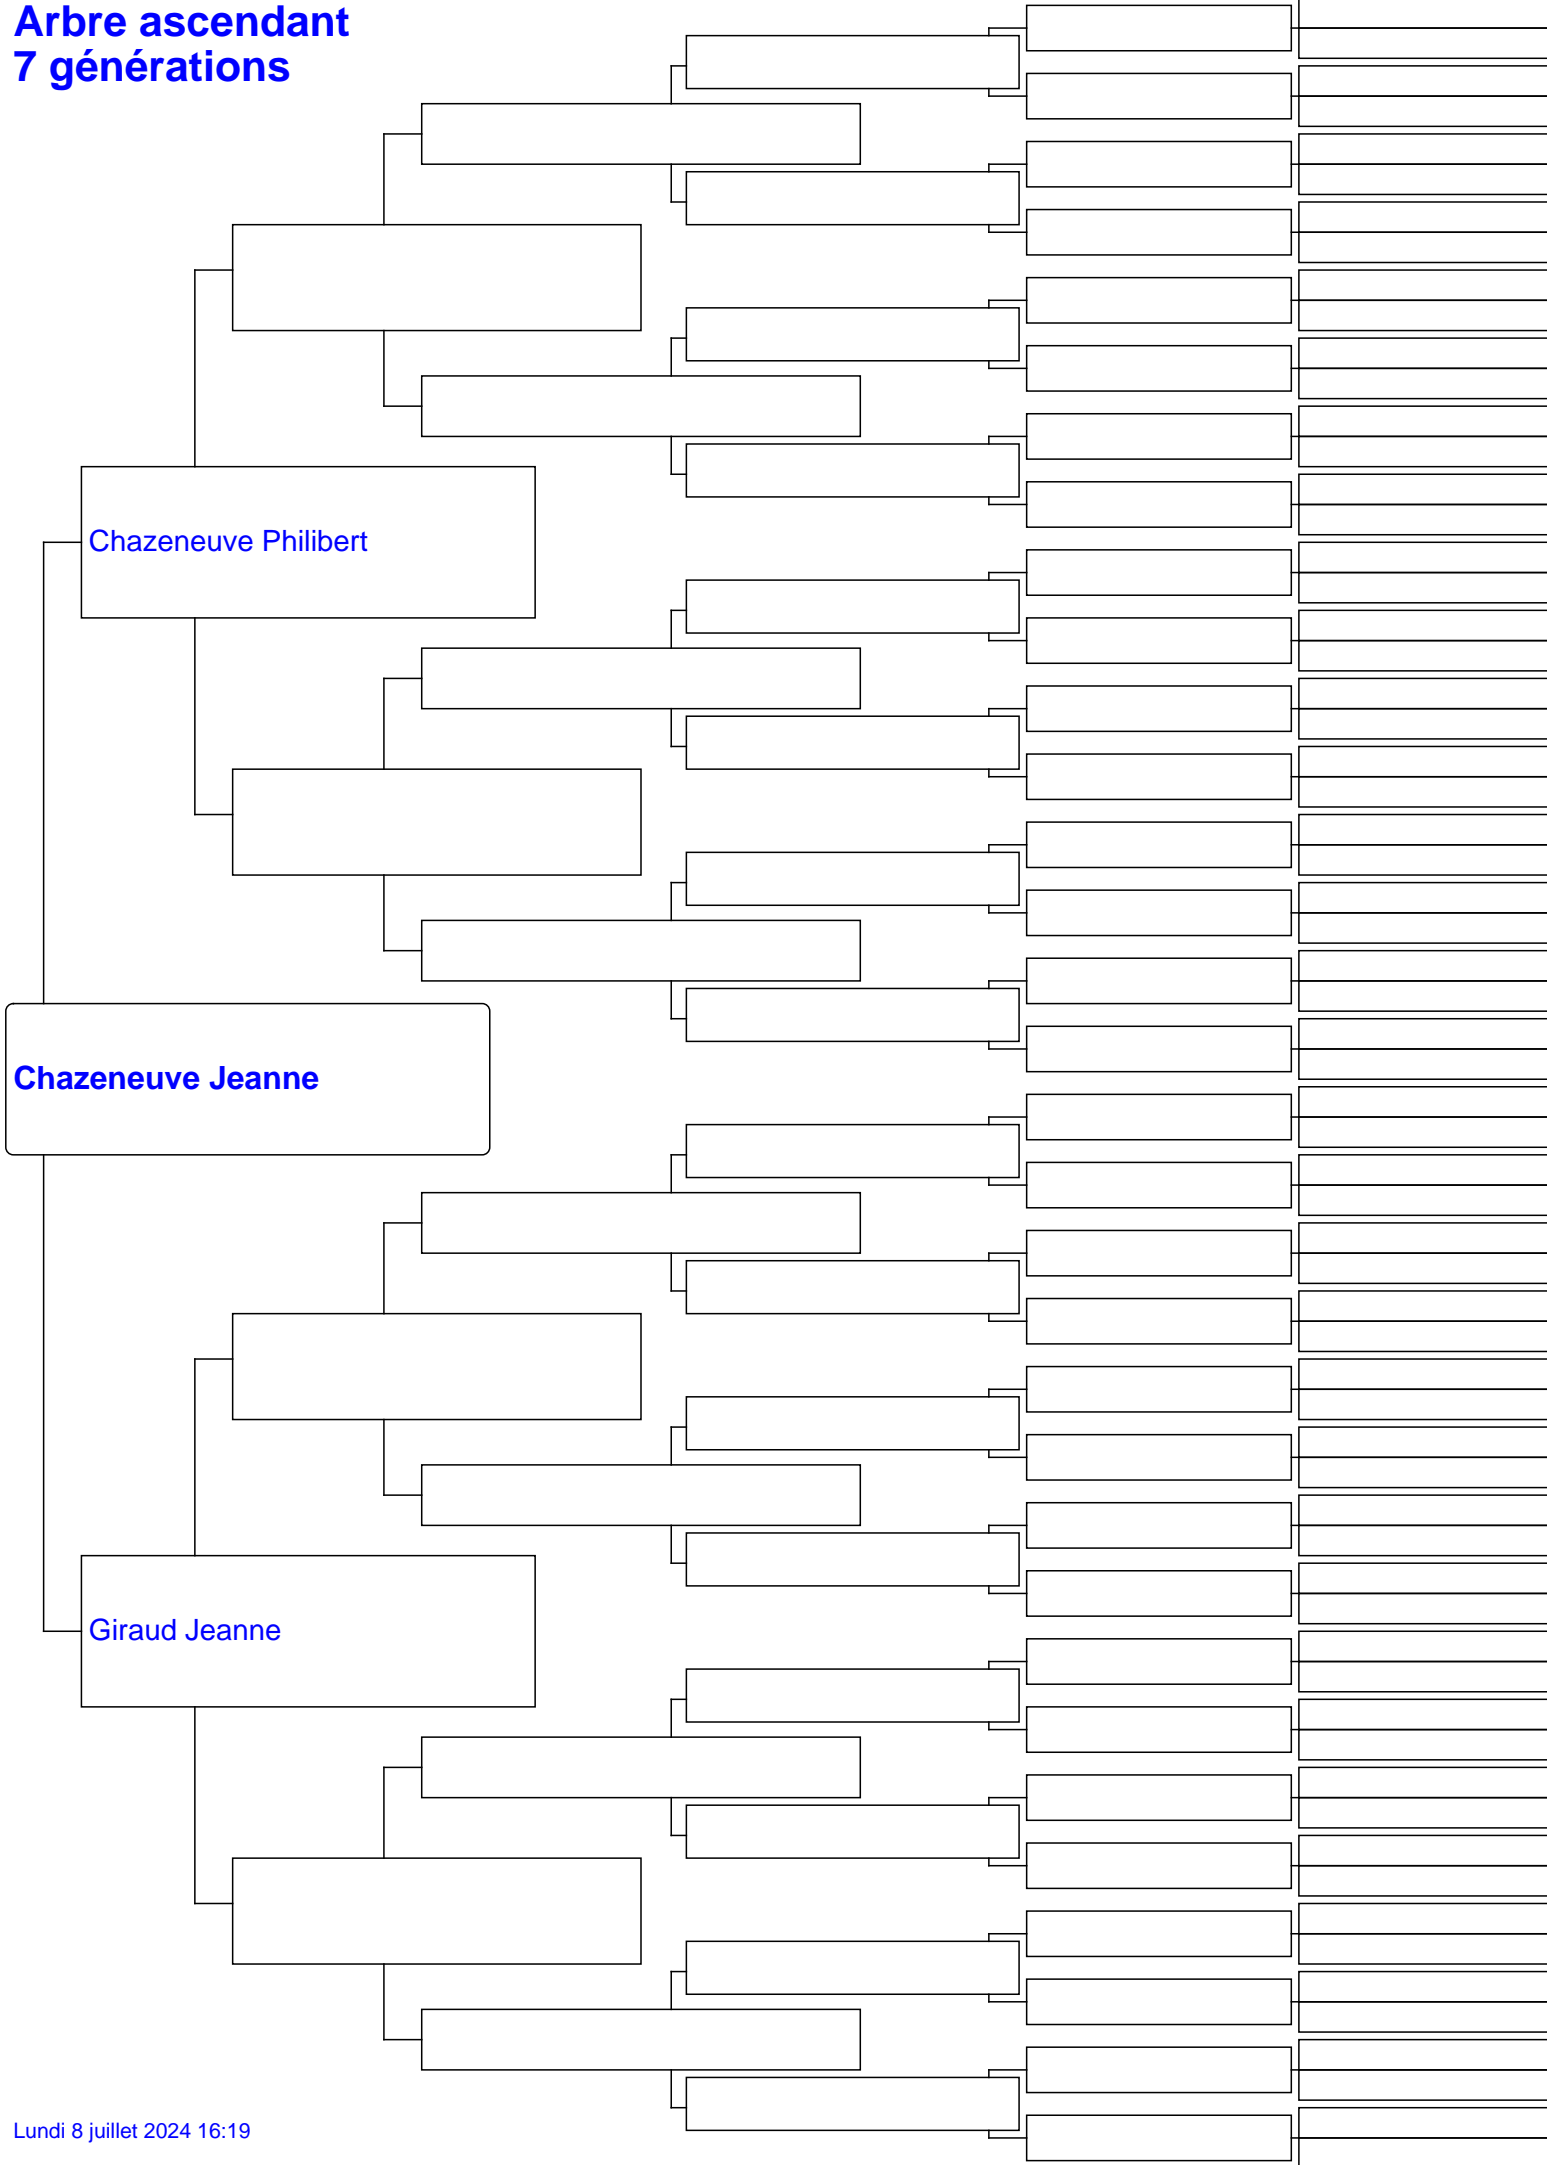 Arbre ascendant
7 générations
Chazeneuve Philibert
Chazeneuve Jeanne
Giraud Jeanne
Lundi 8 juillet 2024 16:19